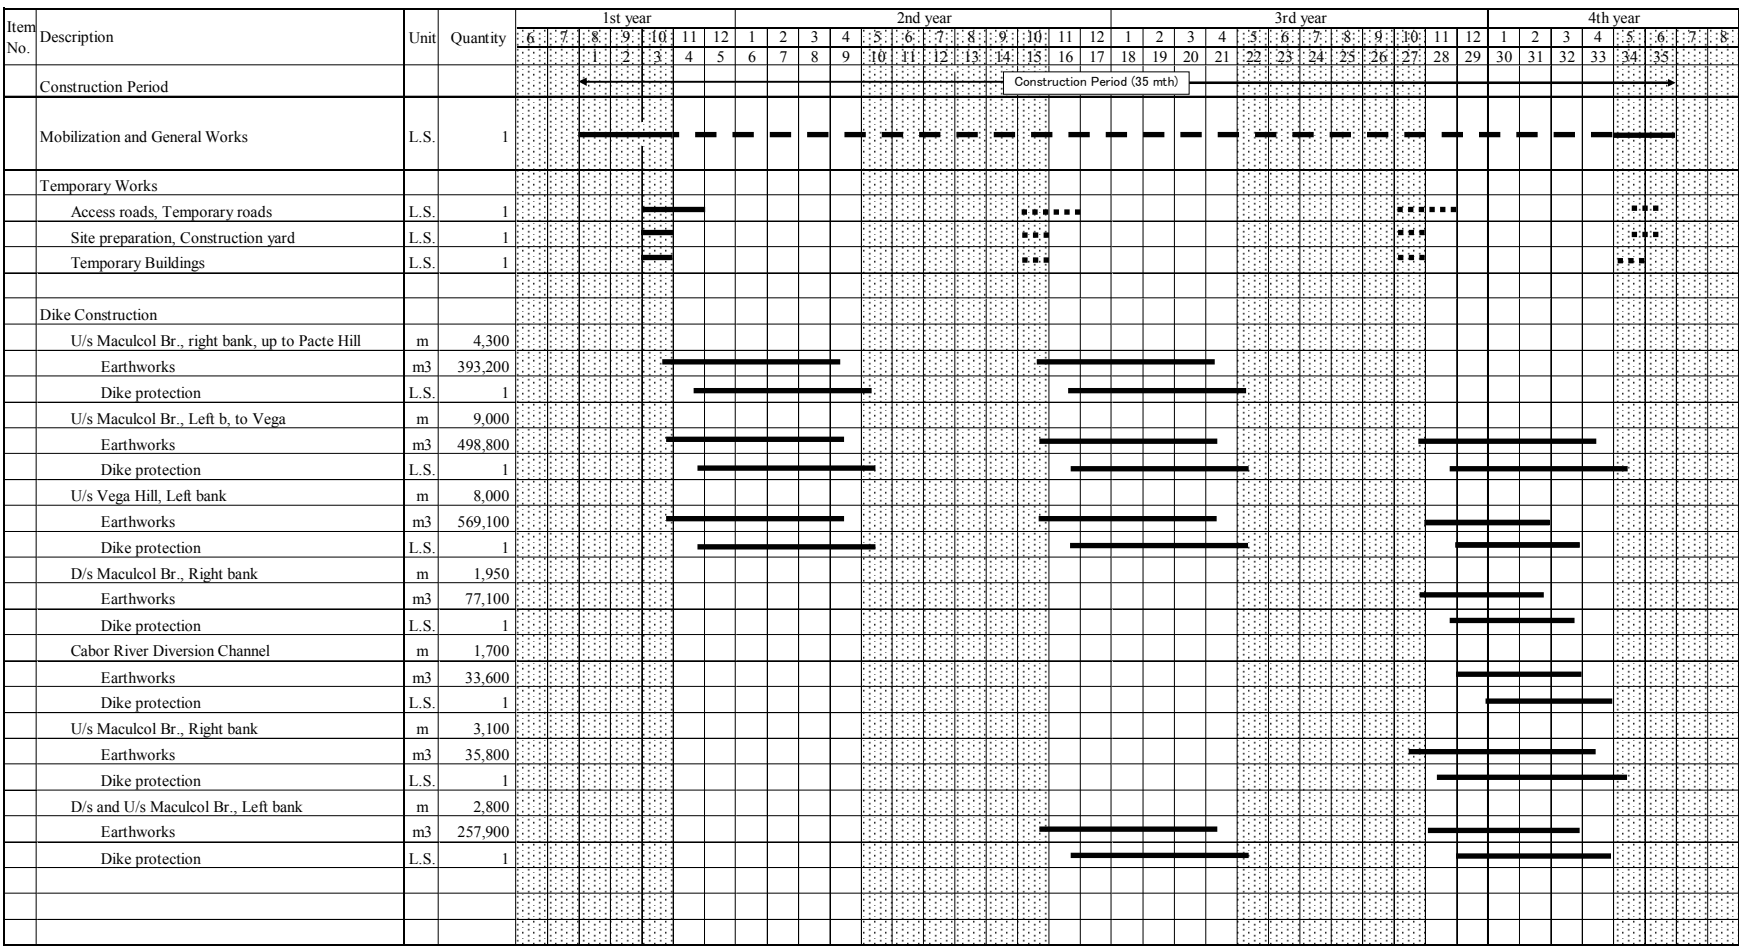 1st year 2nd year 3rd year 4th year
Item No. Description Unit Quantity 6 7 8 9 10 11 12 1 2 3 4 5 6 7 8 9 10 11 12 1 2 3 4 5 6 7 8 9 10 11 12 1 2 3 4 5 6 7 8
1 2 3 4 5 6 7 8 9 10 11 12 13 14 15 16 17 18 19 20 21 22 23 24 25 26 27 28 29 30 31 32 33 34 35
Construction Period Construction Period (35 mth)
Mobilization and General Works L.S. 1
Temporary Works
Access roads, Temporary roads L.S. 1
Site preparation, Construction yard L.S. 1
Temporary Buildings L.S. 1
Dike Construction
U/s Maculcol Br., right bank, up to Pacte Hill m 4,300
Earthworks m3 393,200
Dike protection L.S. 1
U/s Maculcol Br., Left b, to Vega m 9,000
Earthworks m3 498,800
Dike protection L.S. 1
U/s Vega Hill, Left bank m 8,000
Earthworks m3 569,100
Dike protection L.S. 1
D/s Maculcol Br., Right bank m 1,950
Earthworks m3 77,100
Dike protection L.S. 1
Cabor River Diversion Channel m 1,700
Earthworks m3 33,600
Dike protection L.S. 1
U/s Maculcol Br., Right bank m 3,100
Earthworks m3 35,800
Dike protection L.S. 1
D/s and U/s Maculcol Br., Left bank m 2,800
Earthworks m3 257,900
Dike protection L.S. 1